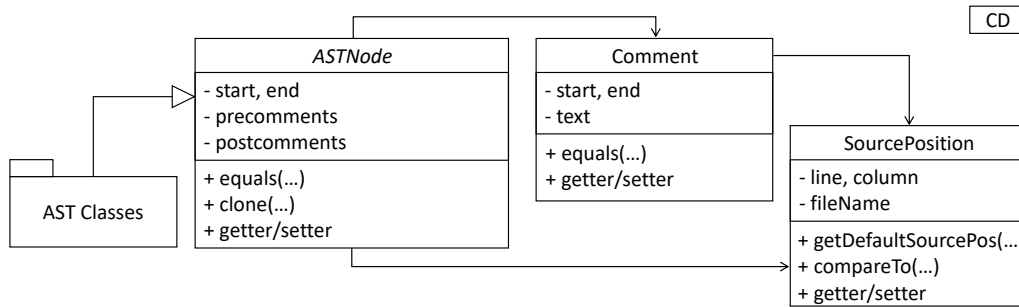 CD
ASTNode
- start, end
- precomments
- postcomments
+ equals(…)
+ clone(…)
+ getter/setter
Comment
- start, end
- text
+ equals(…)
+ getter/setter
SourcePosition
- line, column
- fileName
+ getDefaultSourcePos(…
+ compareTo(…)
+ getter/setter
AST Classes